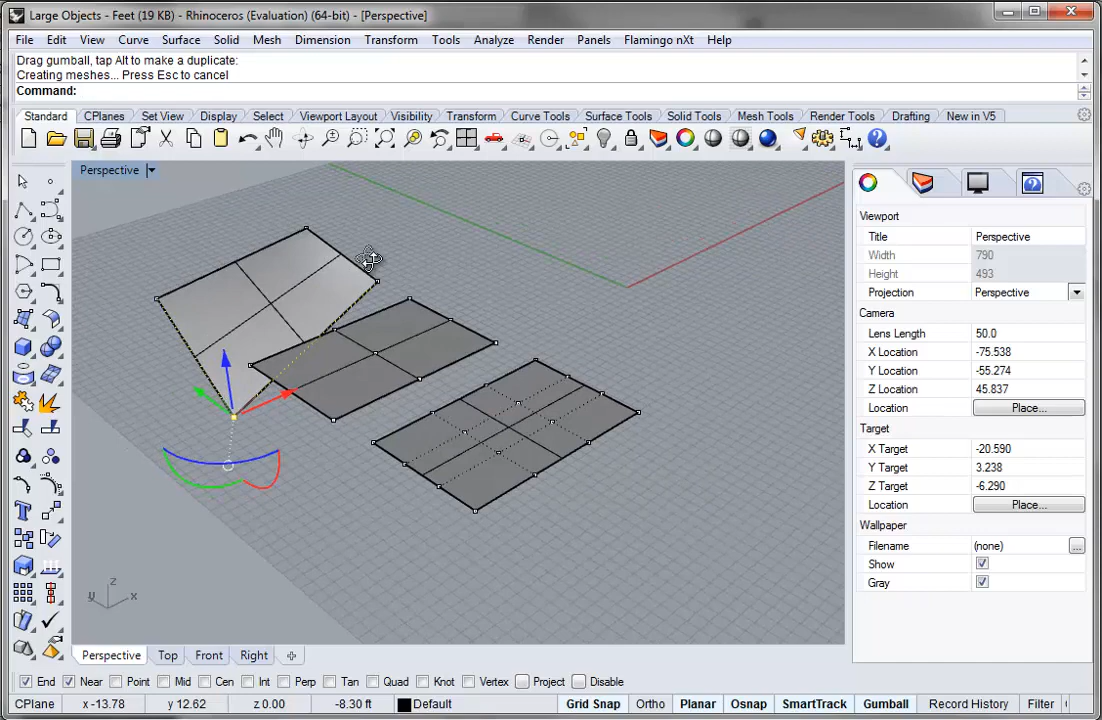 Large Objects - Feet (19 KB) - Rhinoceros (Evaluation) (64-bit) - [Perspective]
File Edit View Curve Surface Solid Mesh Dimension Transform Tools Analyze Render Panels Flamingo nXt Help
Drag gumball, tap Alt to make a duplicate:
Creating meshes... Press Esc to cancel
Command:
Standard CPlanes Set View Display Select Viewport Layout Visibility Transform Curve Tools Surface Tools Solid Tools Mesh Tools Render Tools Drafting New in V5
Perspective
Viewport
Title Perspective
Width 790
Height 493
Projection Perspective
Camera
Lens Length 50.0
X Location -75.538
Y Location -55.274
Z Location 45.837
Location Place...
Target
X Target -20.590
Y Target 3.238
Z Target -6.290
Location Place...
Wallpaper
Filename (none) ...
Show
Gray
z
y x
Perspective Top Front Right
End Near Point Mid Cen Int Perp Tan Quad Knot Vertex Project Disable
CPlane x -13.78 y 12.62 z 0.00 -8.30 ft Default Grid Snap Ortho Planar Osnap SmartTrack Gumball Record History Filter